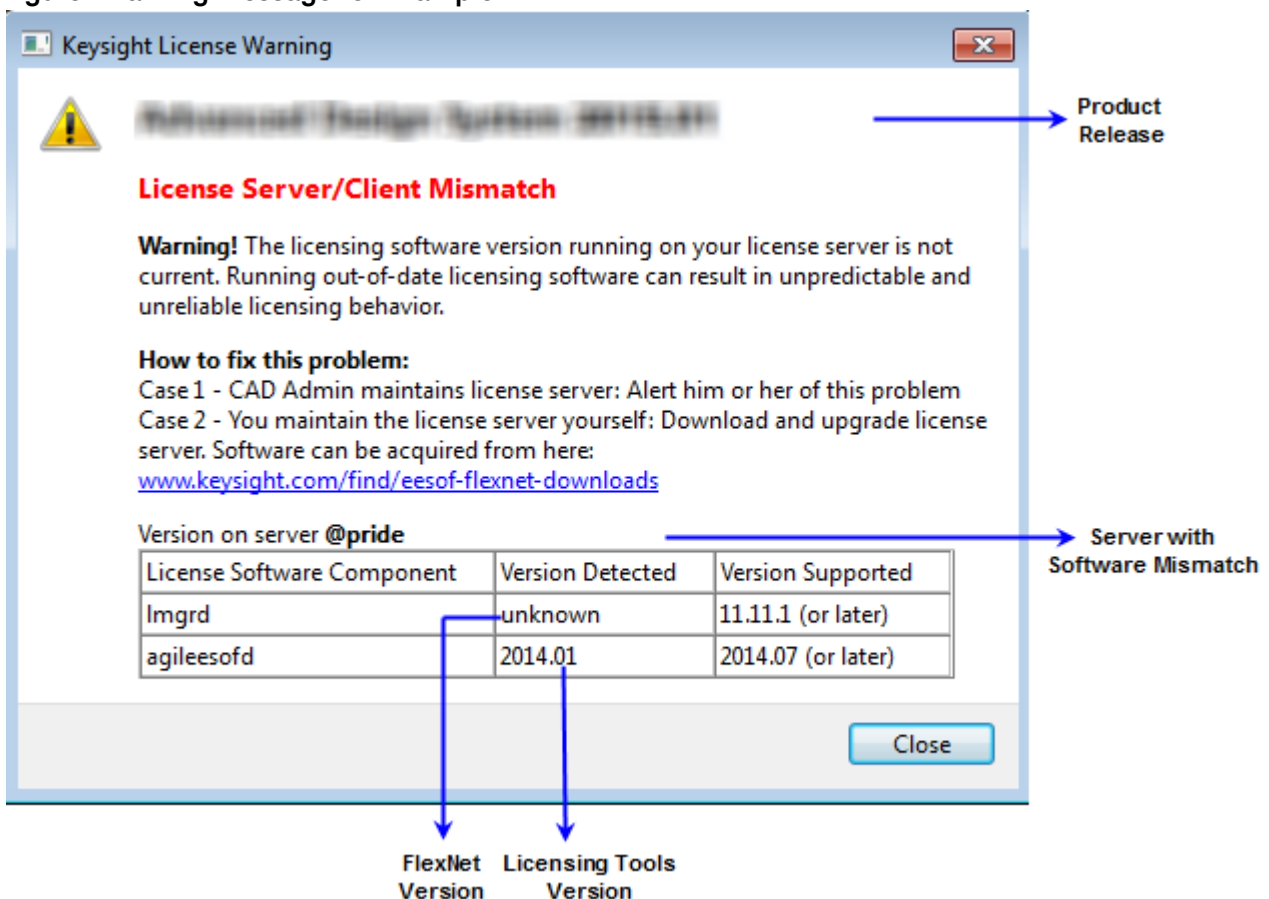 Keysight License Warning
Product
Release
License Server/Client Mismatch
Warning! The licensing software version running on your license server is not
current. Running out-of-date licensing software can result in unpredictable and
unreliable licensing behavior.
How to fix this problem:
Case 1 - CAD Admin maintains license server: Alert him or her of this problem
Case 2 - You maintain the license server yourself: Download and upgrade license
server. Software can be acquired from here:
www.keysight.com/find/eesof-flexnet-downloads
Version on server @pride
Server with
Software Mismatch
License Software Component Version Detected Version Supported
lmgrd unknown 11.11.1 (or later)
agileesofd 2014.01 2014.07 (or later)
Close
FlexNet
Version
Licensing Tools
Version